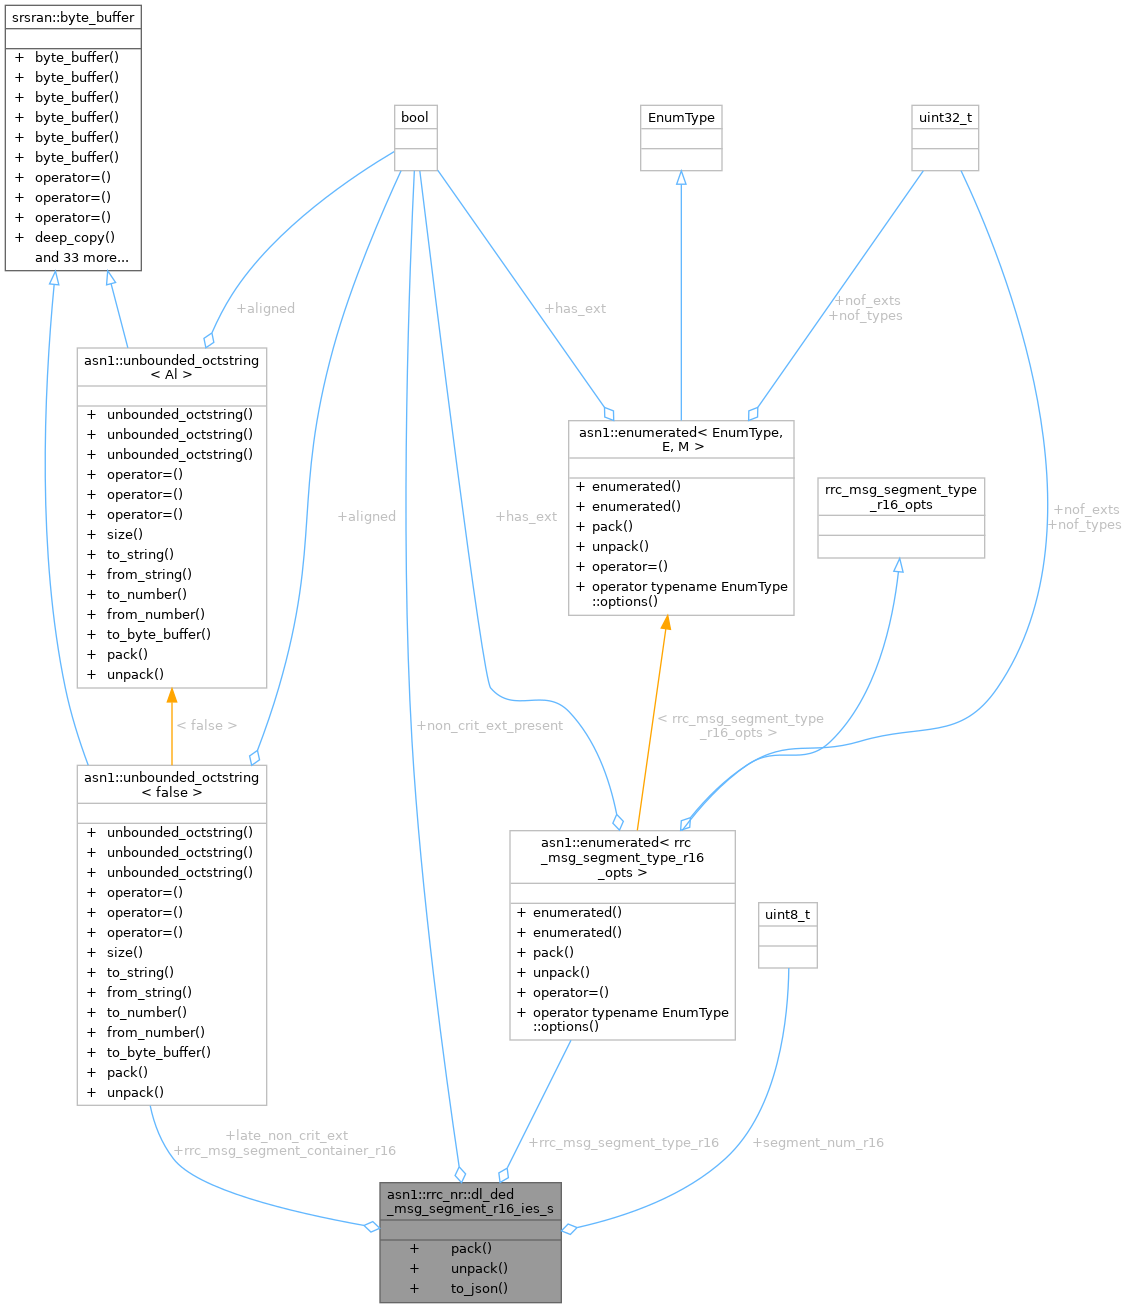 srsran::byte_buffer
+ byte_buffer()
+ byte_buffer()
+ byte_buffer()
+ byte_buffer()
+ byte_buffer()
+ byte_buffer()
+ operator=()
+ operator=()
+ operator=()
+ deep_copy()
and 33 more...
bool
EnumType
uint32_t
+aligned
+has_ext
+nof_exts
+nof_types
asn1::unbounded_octstring
< Al >
+ unbounded_octstring()
+ unbounded_octstring()
+ unbounded_octstring()
+ operator=()
+ operator=()
+ operator=()
+ size()
+ to_string()
+ from_string()
+ to_number()
+ from_number()
+ to_byte_buffer()
+ pack()
+ unpack()
asn1::enumerated< EnumType,
E, M >
+ enumerated()
+ enumerated()
+ pack()
+ unpack()
+ operator=()
+ operator typename EnumType
::options()
rrc_msg_segment_type
_r16_opts
+aligned
+has_ext
+nof_exts
+nof_types
< false >
+non_crit_ext_present
< rrc_msg_segment_type
_r16_opts >
asn1::unbounded_octstring
< false >
+ unbounded_octstring()
+ unbounded_octstring()
+ unbounded_octstring()
+ operator=()
+ operator=()
+ operator=()
+ size()
+ to_string()
+ from_string()
+ to_number()
+ from_number()
+ to_byte_buffer()
+ pack()
+ unpack()
asn1::enumerated< rrc
_msg_segment_type_r16
_opts >
+ enumerated()
+ enumerated()
+ pack()
+ unpack()
+ operator=()
+ operator typename EnumType
::options()
uint8_t
+late_non_crit_ext
+rrc_msg_segment_container_r16
+rrc_msg_segment_type_r16
+segment_num_r16
asn1::rrc_nr::dl_ded
_msg_segment_r16_ies_s
+ pack()
+ unpack()
+ to_json()